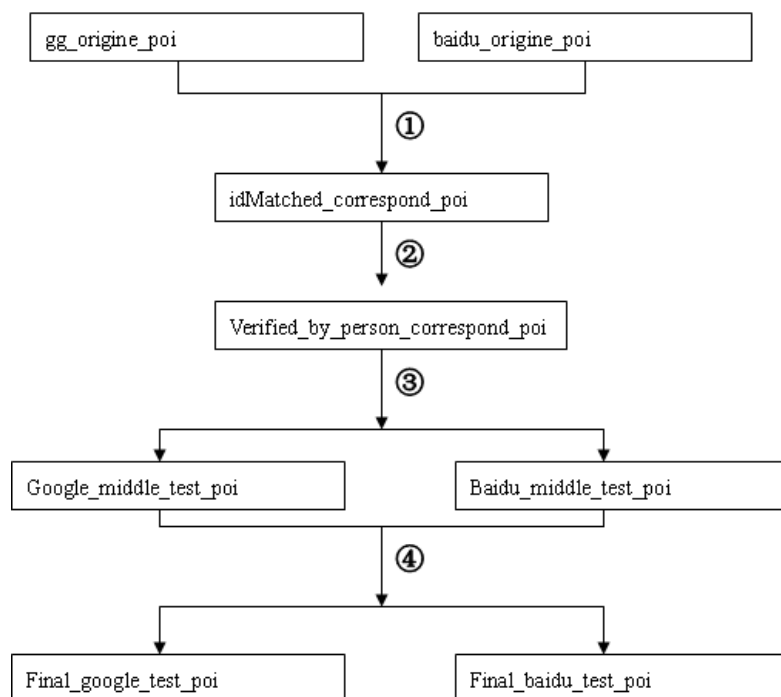 gg_origine_poi
baidu_origine_poi
①
idMatched_correspond_poi
②
Verified_by_person_correspond_poi
③
Google_middle_test_poi
Baidu_middle_test_poi
④
Final_google_test_poi
Final_baidu_test_poi